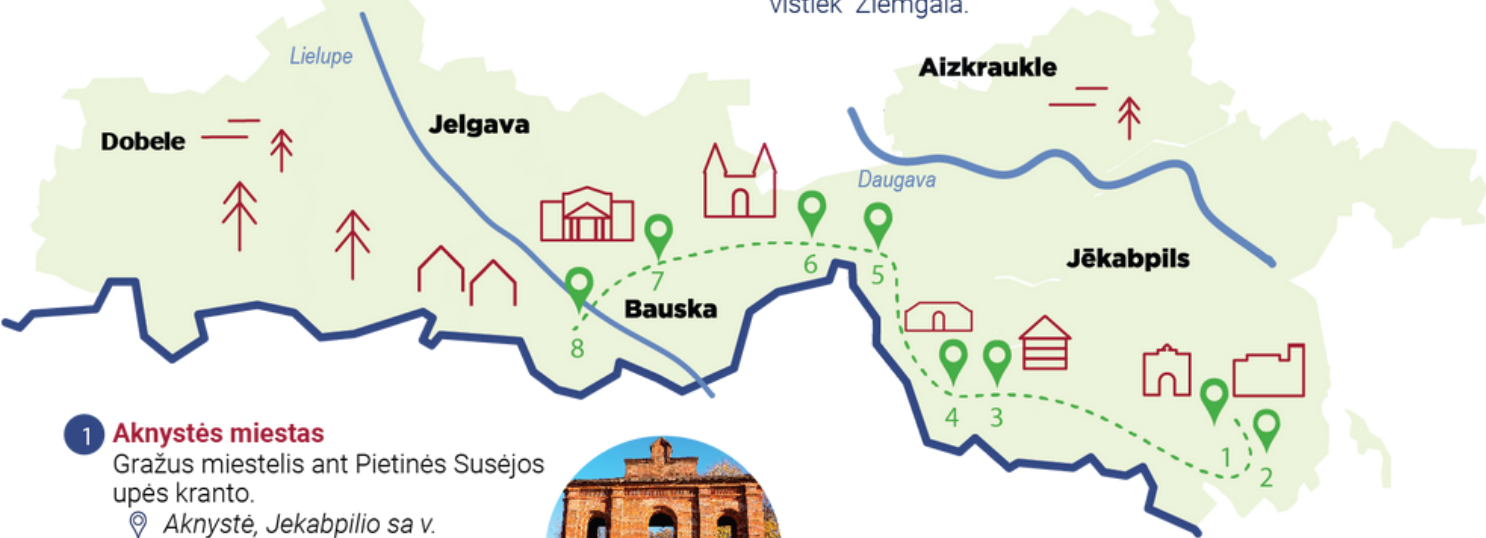 vistiek Ziemgala.
Aizkraukle
Lielupe
Jelgava
Dobele
Daugava
6
5
7
Jēkabpils
Bauska
8
4
3
1
2
1 Aknystės miestas
Gražus miestelis ant Pietinės Susėjos
upės kranto.
Aknystė, Jekabpilio sa v.